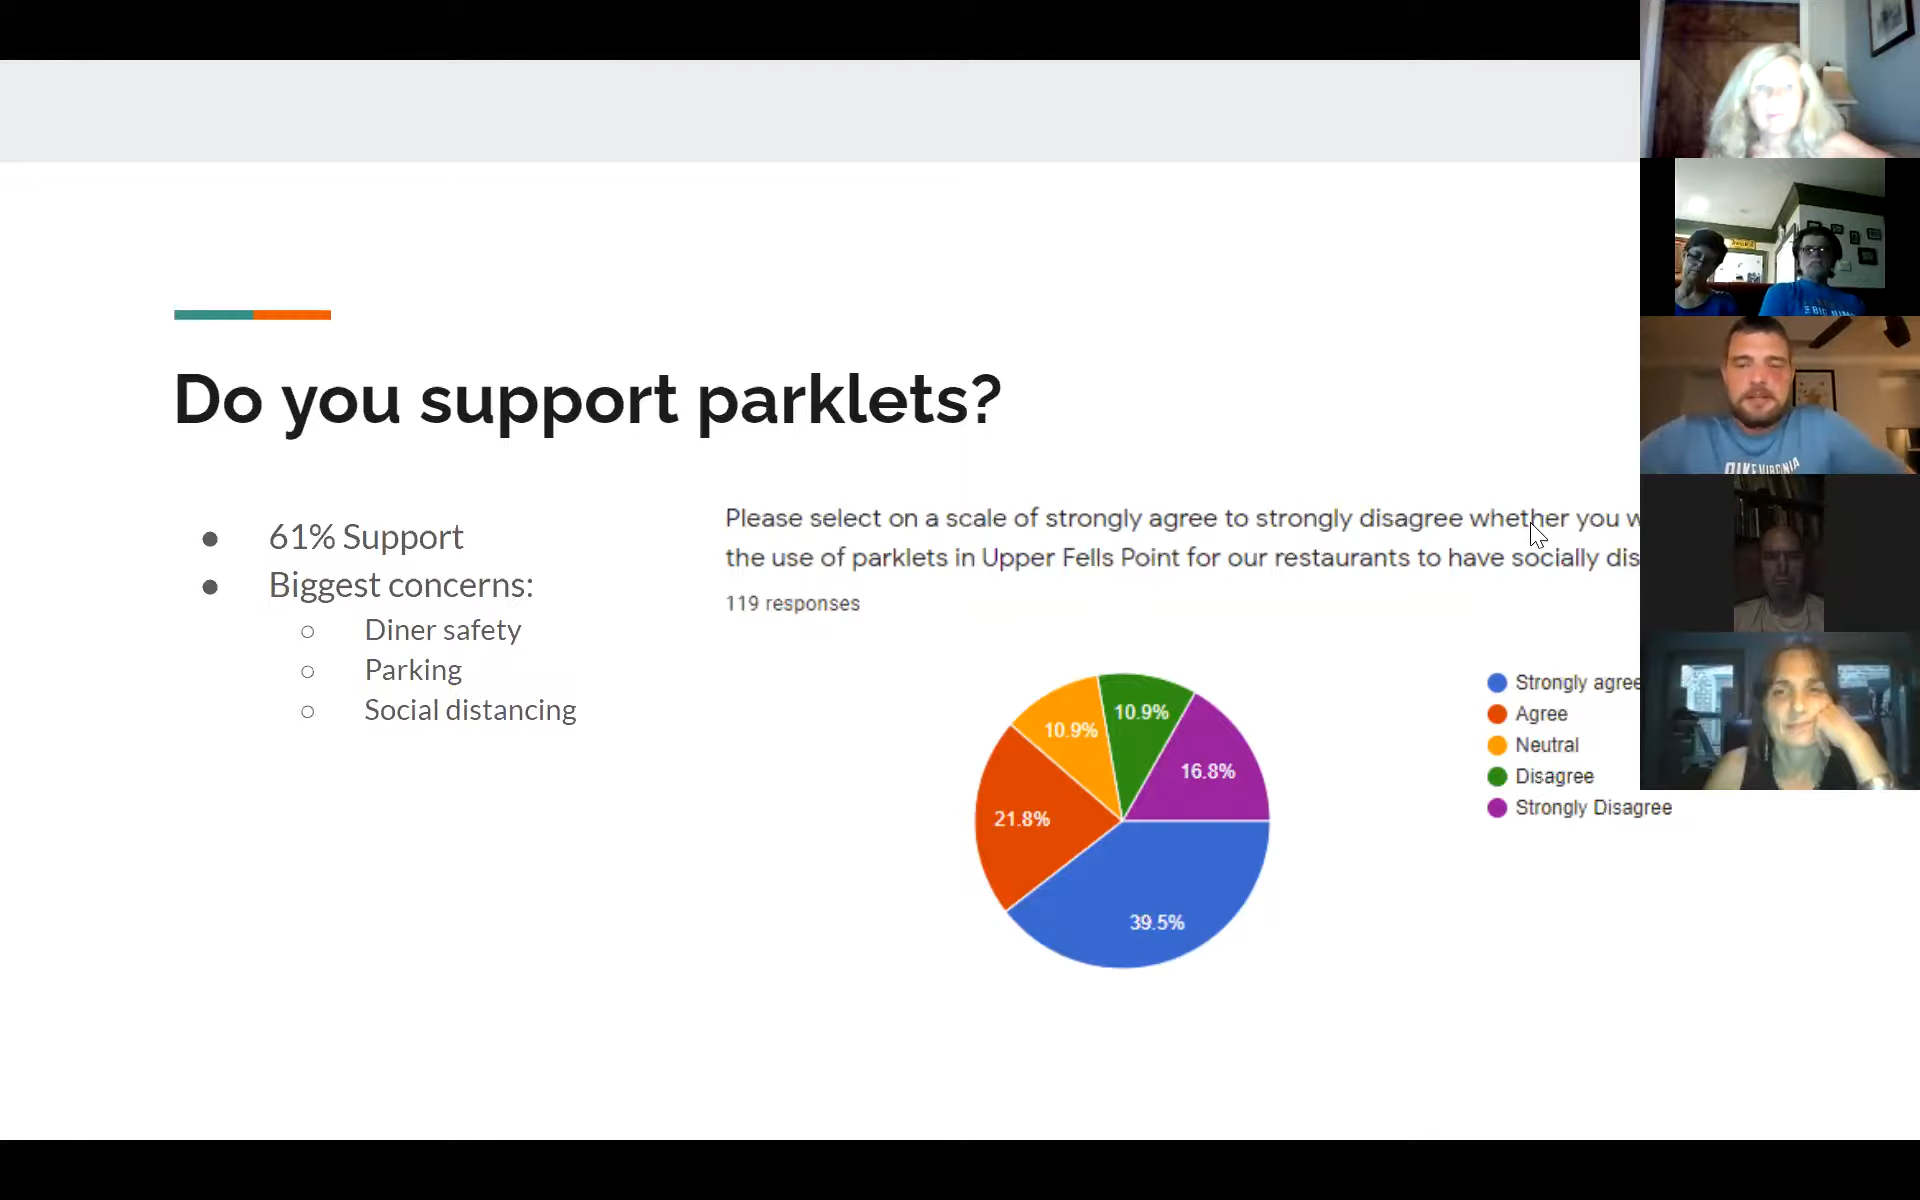 Do you support parklets?
● 61% Support
● Biggest concerns:
○ Diner safety
○ Parking
○ Social distancing
Please select on a scale of strongly agree to strongly disagree whether you
the use of parklets in Upper Fells Point for our restaurants to have socially
119 responses
10.9%
10.9%
16.8%
21.8%
39.5%
Strongly agree
Agree
Neutral
Disagree
Strongly Disagree